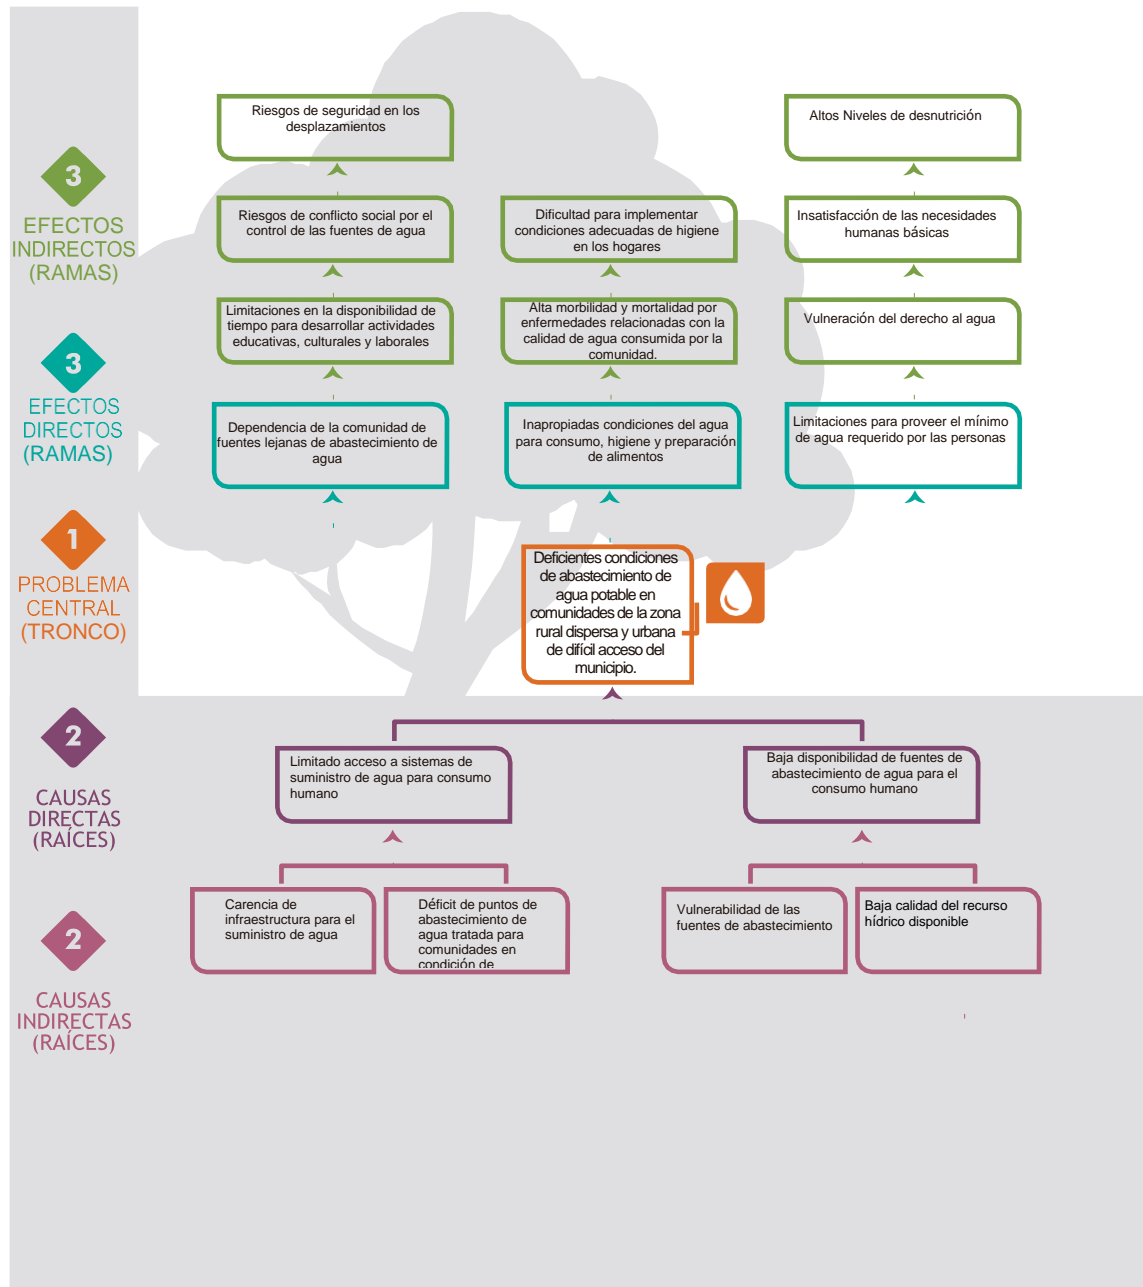 Riesgos de seguridad en los
desplazamientos
Altos Niveles de desnutrición
3
EFECTOS
INDIRECTOS
(RAMAS)
Riesgos de conflicto social por el
control de las fuentes de agua
Dificultad para implementar
condiciones adecuadas de higiene
en los hogares
Insatisfacción de las necesidades
humanas básicas
Limitaciones en la disponibilidad de
tiempo para desarrollar actividades
educativas, culturales y laborales
Alta morbilidad y mortalidad por
enfermedades relacionadas con la
calidad de agua consumida por la
comunidad.
Vulneración del derecho al agua
3
EFECTOS
DIRECTOS
(RAMAS)
Dependencia de la comunidad de
fuentes lejanas de abastecimiento de
agua
Inapropiadas condiciones del agua
para consumo, higiene y preparación
de alimentos
Limitaciones para proveer el mínimo
de agua requerido por las personas
1
PROBLEMA
CENTRAL
(TRONCO)
Deficientes condiciones
de abastecimiento de
agua potable en
comunidades de la zona
rural dispersa y urbana
de difícil acceso del
municipio.
2
CAUSAS
DIRECTAS
(RAÍCES)
Limitado acceso a sistemas de
suministro de agua para consumo
humano
Baja disponibilidad de fuentes de
abastecimiento de agua para el
consumo humano
2
CAUSAS
INDIRECTAS
(RAÍCES)
Carencia de
infraestructura para el
suministro de agua
Déficit de puntos de
abastecimiento de
agua tratada para
comunidades en
condición de
Vulnerabilidad de las
fuentes de abastecimiento
Baja calidad del recurso
hídrico disponible